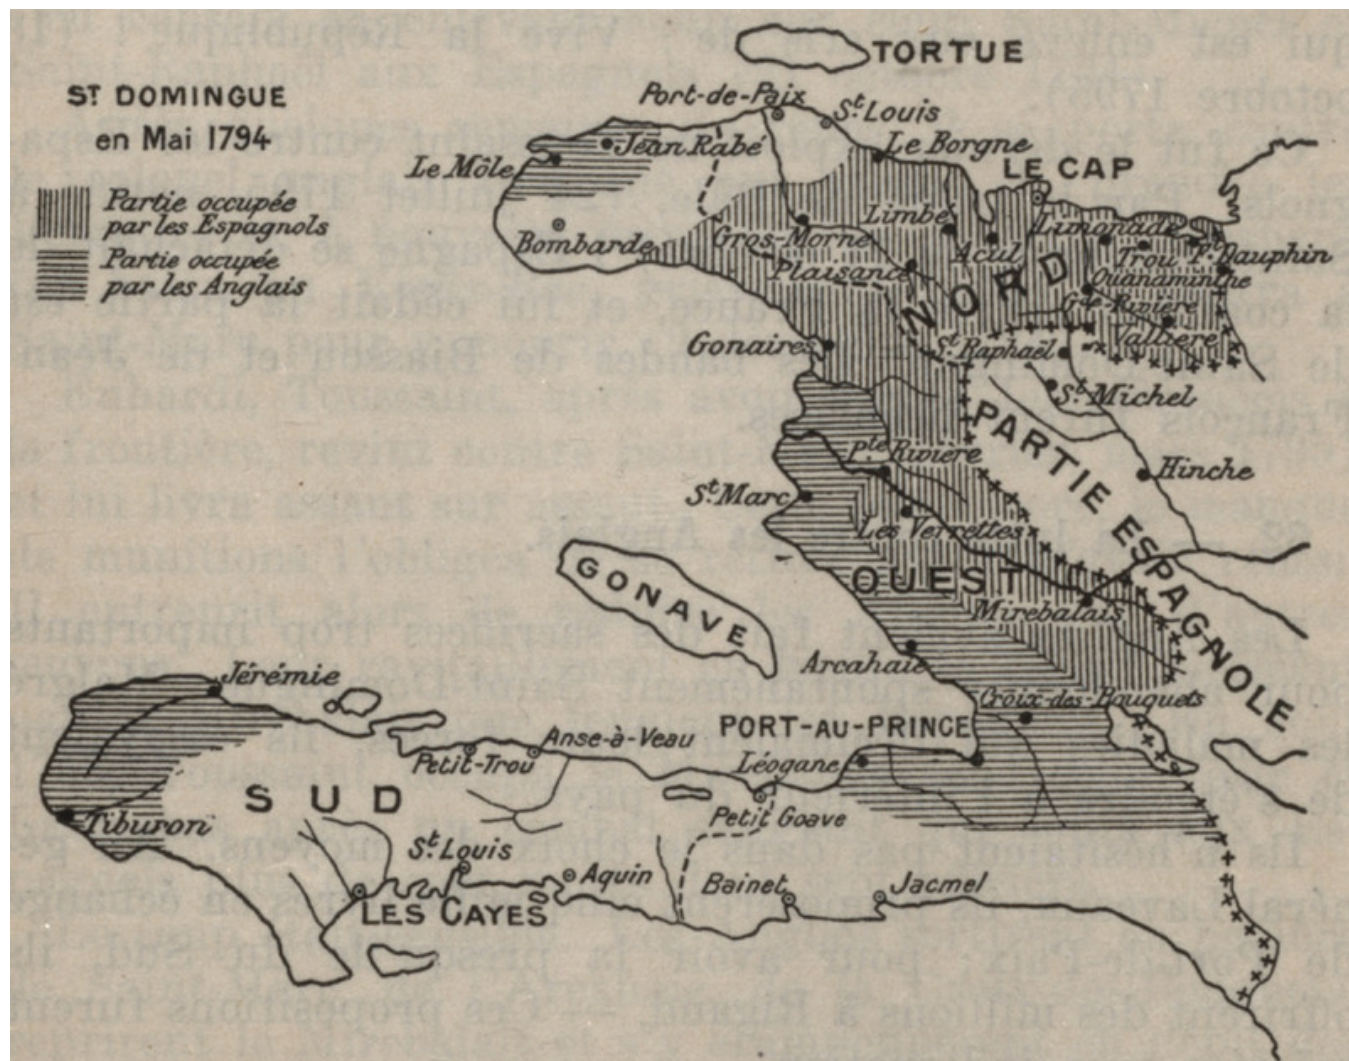 TORTUE
ST DOMINGUE
en Mai 1794
Partie occupée
par les Espagnols
Partie occupée
par les Anglais
Port-de-Paix
St. Louis
Jean Rabé
Le Borgne
Le Môle
LE CAP
Bombarde
Gros-Morne
Limbé
Acul
Limonade
Trou
Ft. Dauphin
Plaisance
Ouanaminthe
NORD
Gde Rivière
Vallière
Gonaires
St. Raphaël
St. Michel
PARTIE ESPAGNOLE
Pte Rivière
Hinche
St. Marc
Les Verrettes
GONAVE
OUEST
Mirebalais
Arcahaie
Jérémie
Croix-des-Bouquets
PORT-AU-PRINCE
Anse-à-Veau
Petit-Trou
Léogane
SUD
Petit Goave
Tiburon
St. Louis
Aquin
Bainet
Jacmel
LES CAYES